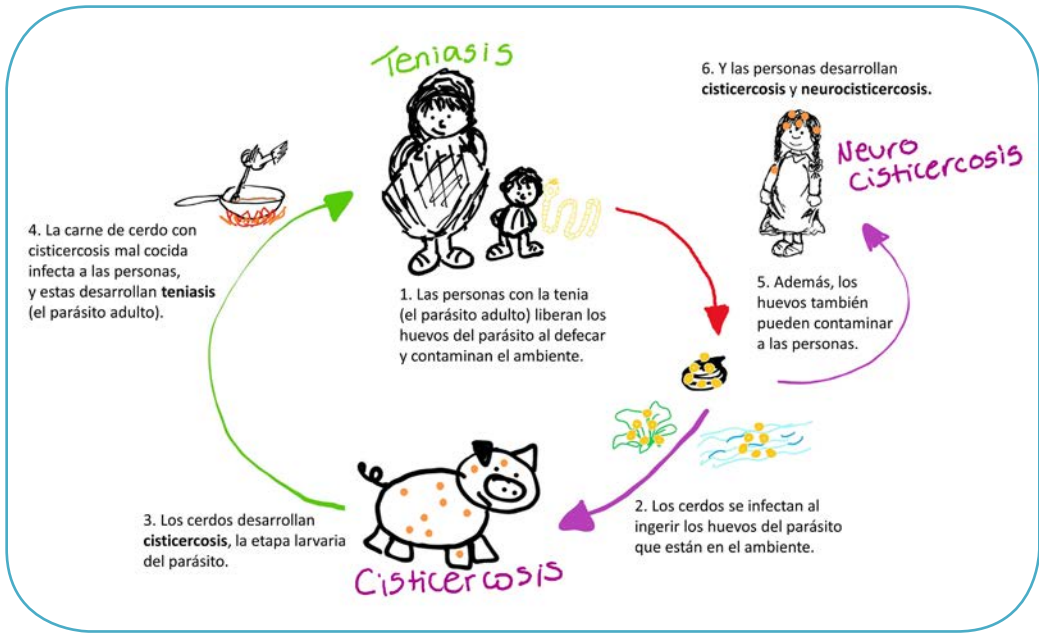 Teniasis
1. Las personas con la tenia
(el parásito adulto) liberan los
huevos del parásito al defecar
y contaminan el ambiente.
2. Los cerdos se infectan al
ingerir los huevos del parásito
que están en el ambiente.
Cisticercosis
3. Los cerdos desarrollan
cisticercosis, la etapa larvaria
del parásito.
4. La carne de cerdo con
cisticercosis mal cocida
infecta a las personas,
y estas desarrollan teniasis
(el parásito adulto).
5. Además, los
huevos también
pueden contaminar
a las personas.
6. Y las personas desarrollan
cisticercosis y neurocisticercosis.
Neuro
cisticercosis